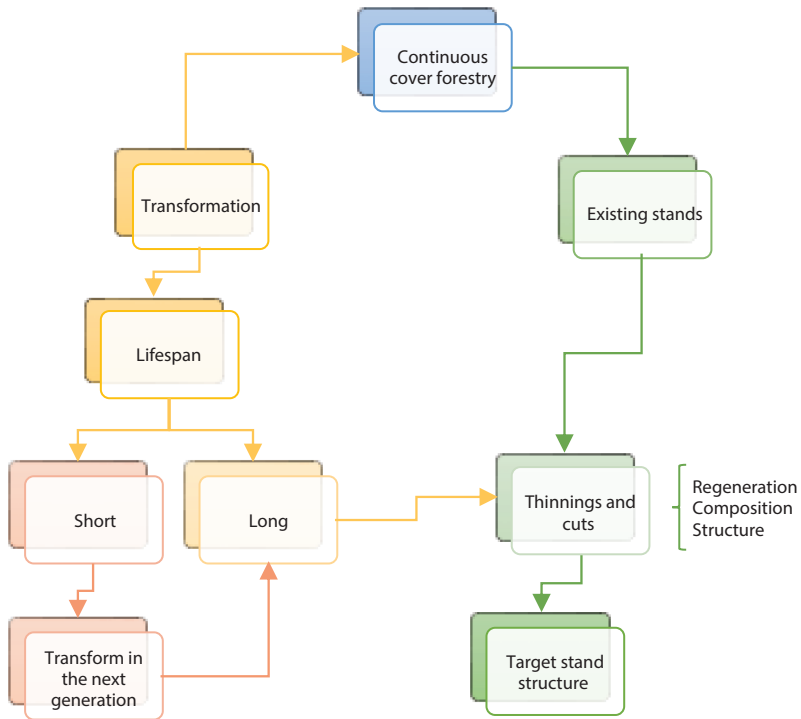 Continuous
cover forestry
Transformation
Existing stands
Lifespan
Short
Long
Thinnings and
cuts
Regeneration
Composition
Structure
Transform in
the next
generation
Target stand
structure